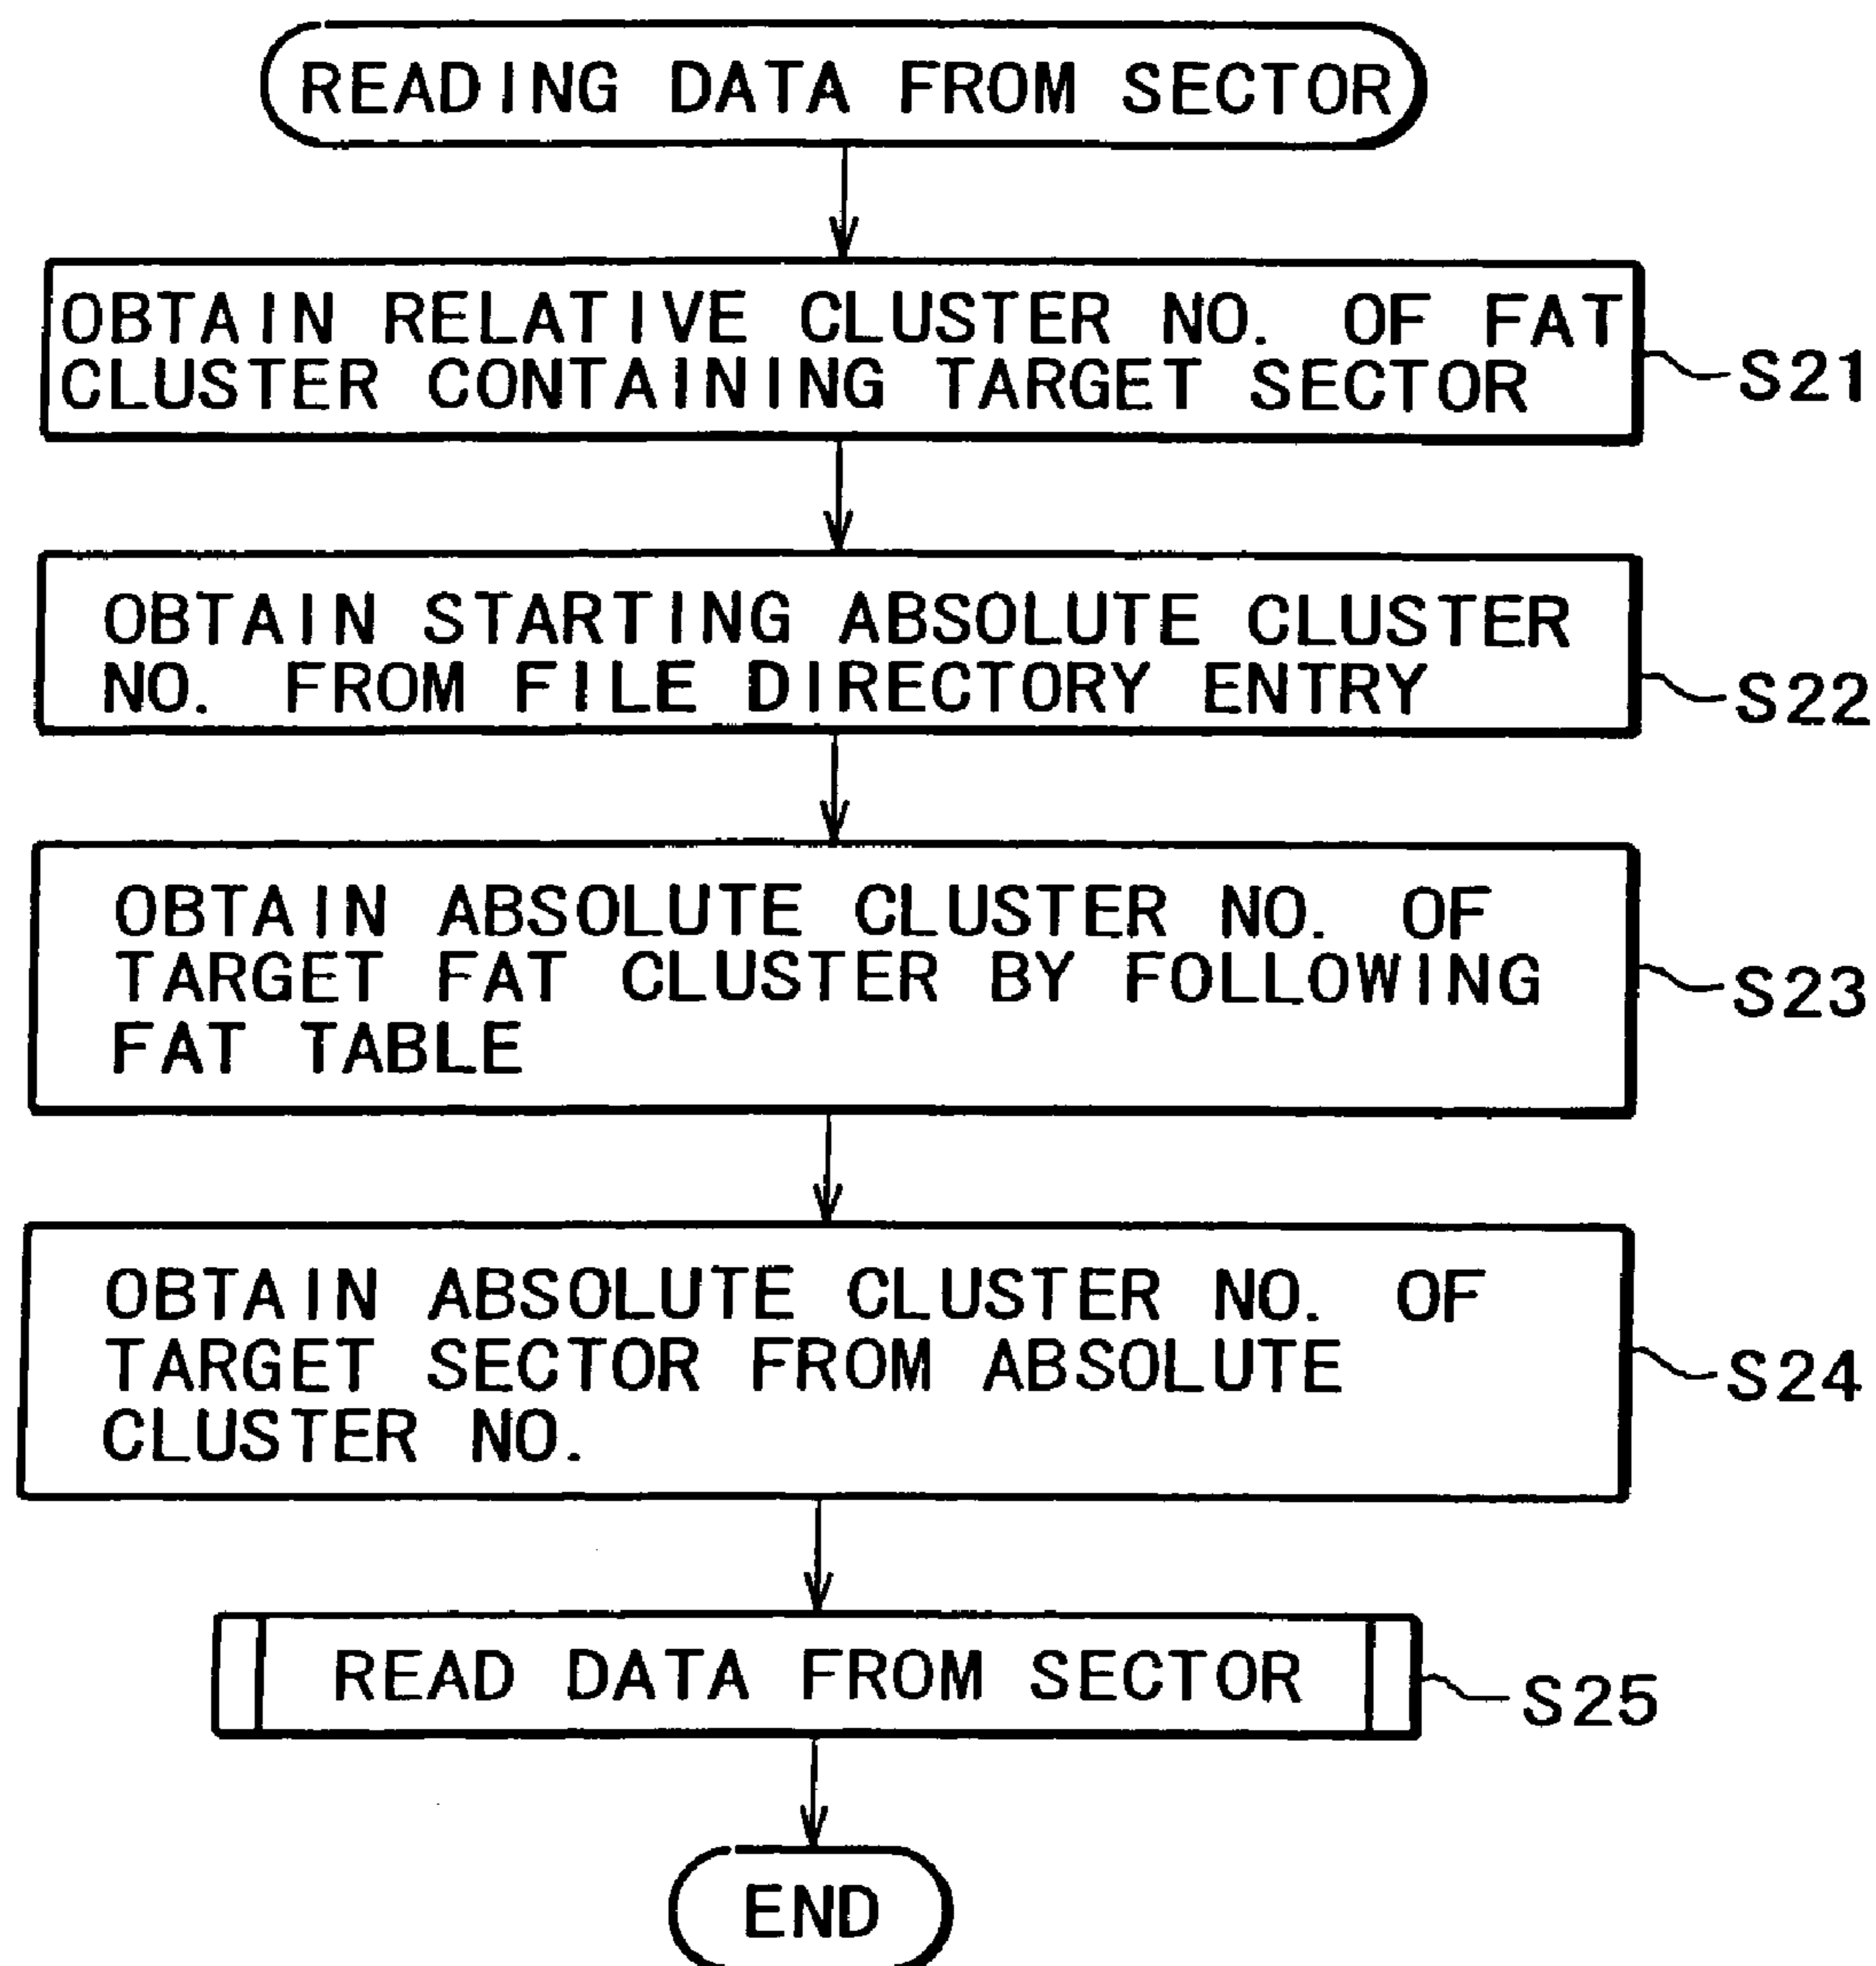 READING DATA FROM SECTOR
OBTAIN RELATIVE CLUSTER NO. OF FAT
CLUSTER CONTAINING TARGET SECTOR
S21
OBTAIN STARTING ABSOLUTE CLUSTER
NO. FROM FILE DIRECTORY ENTRY
S22
OBTAIN ABSOLUTE CLUSTER NO. OF
TARGET FAT CLUSTER BY FOLLOWING
FAT TABLE
S23
OBTAIN ABSOLUTE CLUSTER NO. OF
TARGET SECTOR FROM ABSOLUTE
CLUSTER NO.
S24
READ DATA FROM SECTOR
S25
END